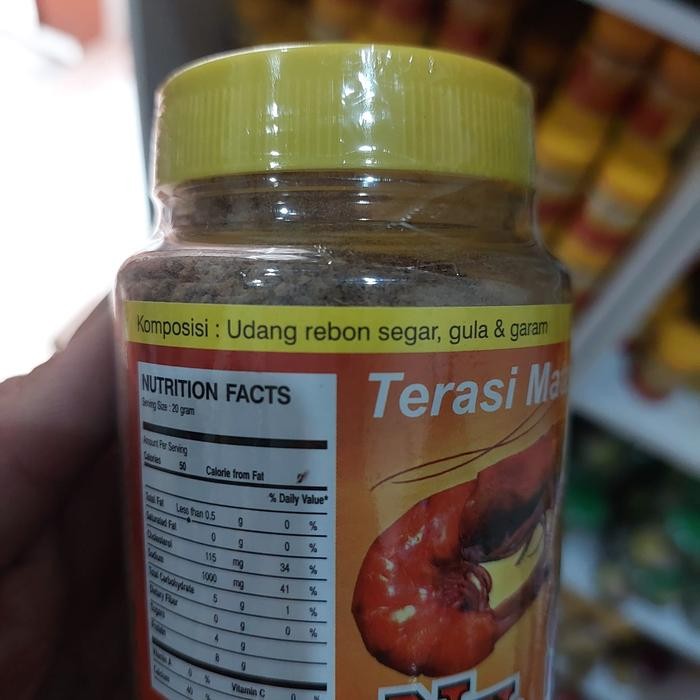 Komposisi : Udang rebon segar, gula & garam
NUTRITION FACTS
Serving Size : 20 gram
Amount Per Serving
Calories 50 Calorie from Fat
% Daily Value*
Total Fat Less than 0.5 g 0 %
Saturated Fat 0 g 0 %
Cholesterol 115 mg 34 %
Sodium 1000 mg 41 %
Total Carbohydrate 5 g 1 %
Dietary Fiber 0 g 0 %
Sugars 4 g
Protein 8 g
Vitamin A 0 % Vitamin C 0 %
Calcium 40 %
Terasi